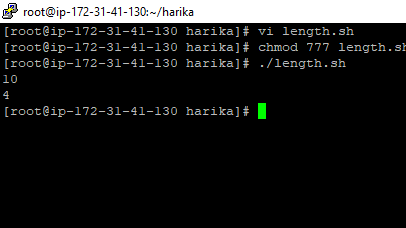 root@ip-172-31-41-130:~/harika
[root@ip-172-31-41-130 harika]# vi length.sh
[root@ip-172-31-41-130 harika]# chmod 777 length.sh
[root@ip-172-31-41-130 harika]# ./length.sh
10
4
[root@ip-172-31-41-130 harika]#